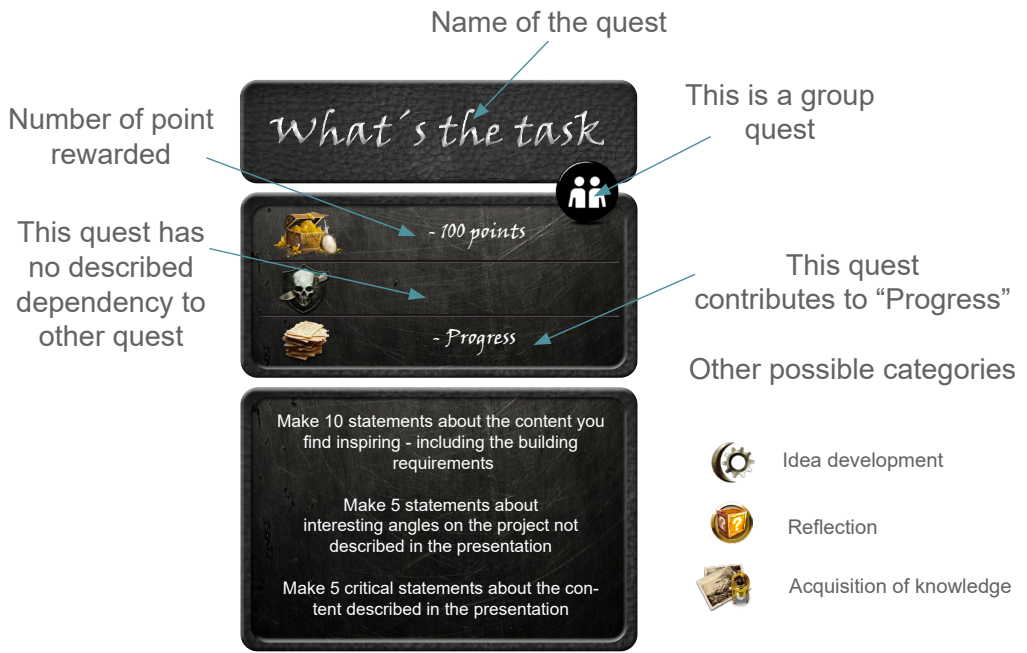 Name of the quest
Number of point
rewarded
This is a group
quest
What´s the task
- 100 points
This quest has
no described
dependency to
other quest
This quest
contributes to “Progress”
- Progress
Other possible categories
Make 10 statements about the content you
find inspiring - including the building
requirements
Make 5 statements about
interesting angles on the project not
described in the presentation
Make 5 critical statements about the con-
tent described in the presentation
Idea development
Reflection
Acquisition of knowledge